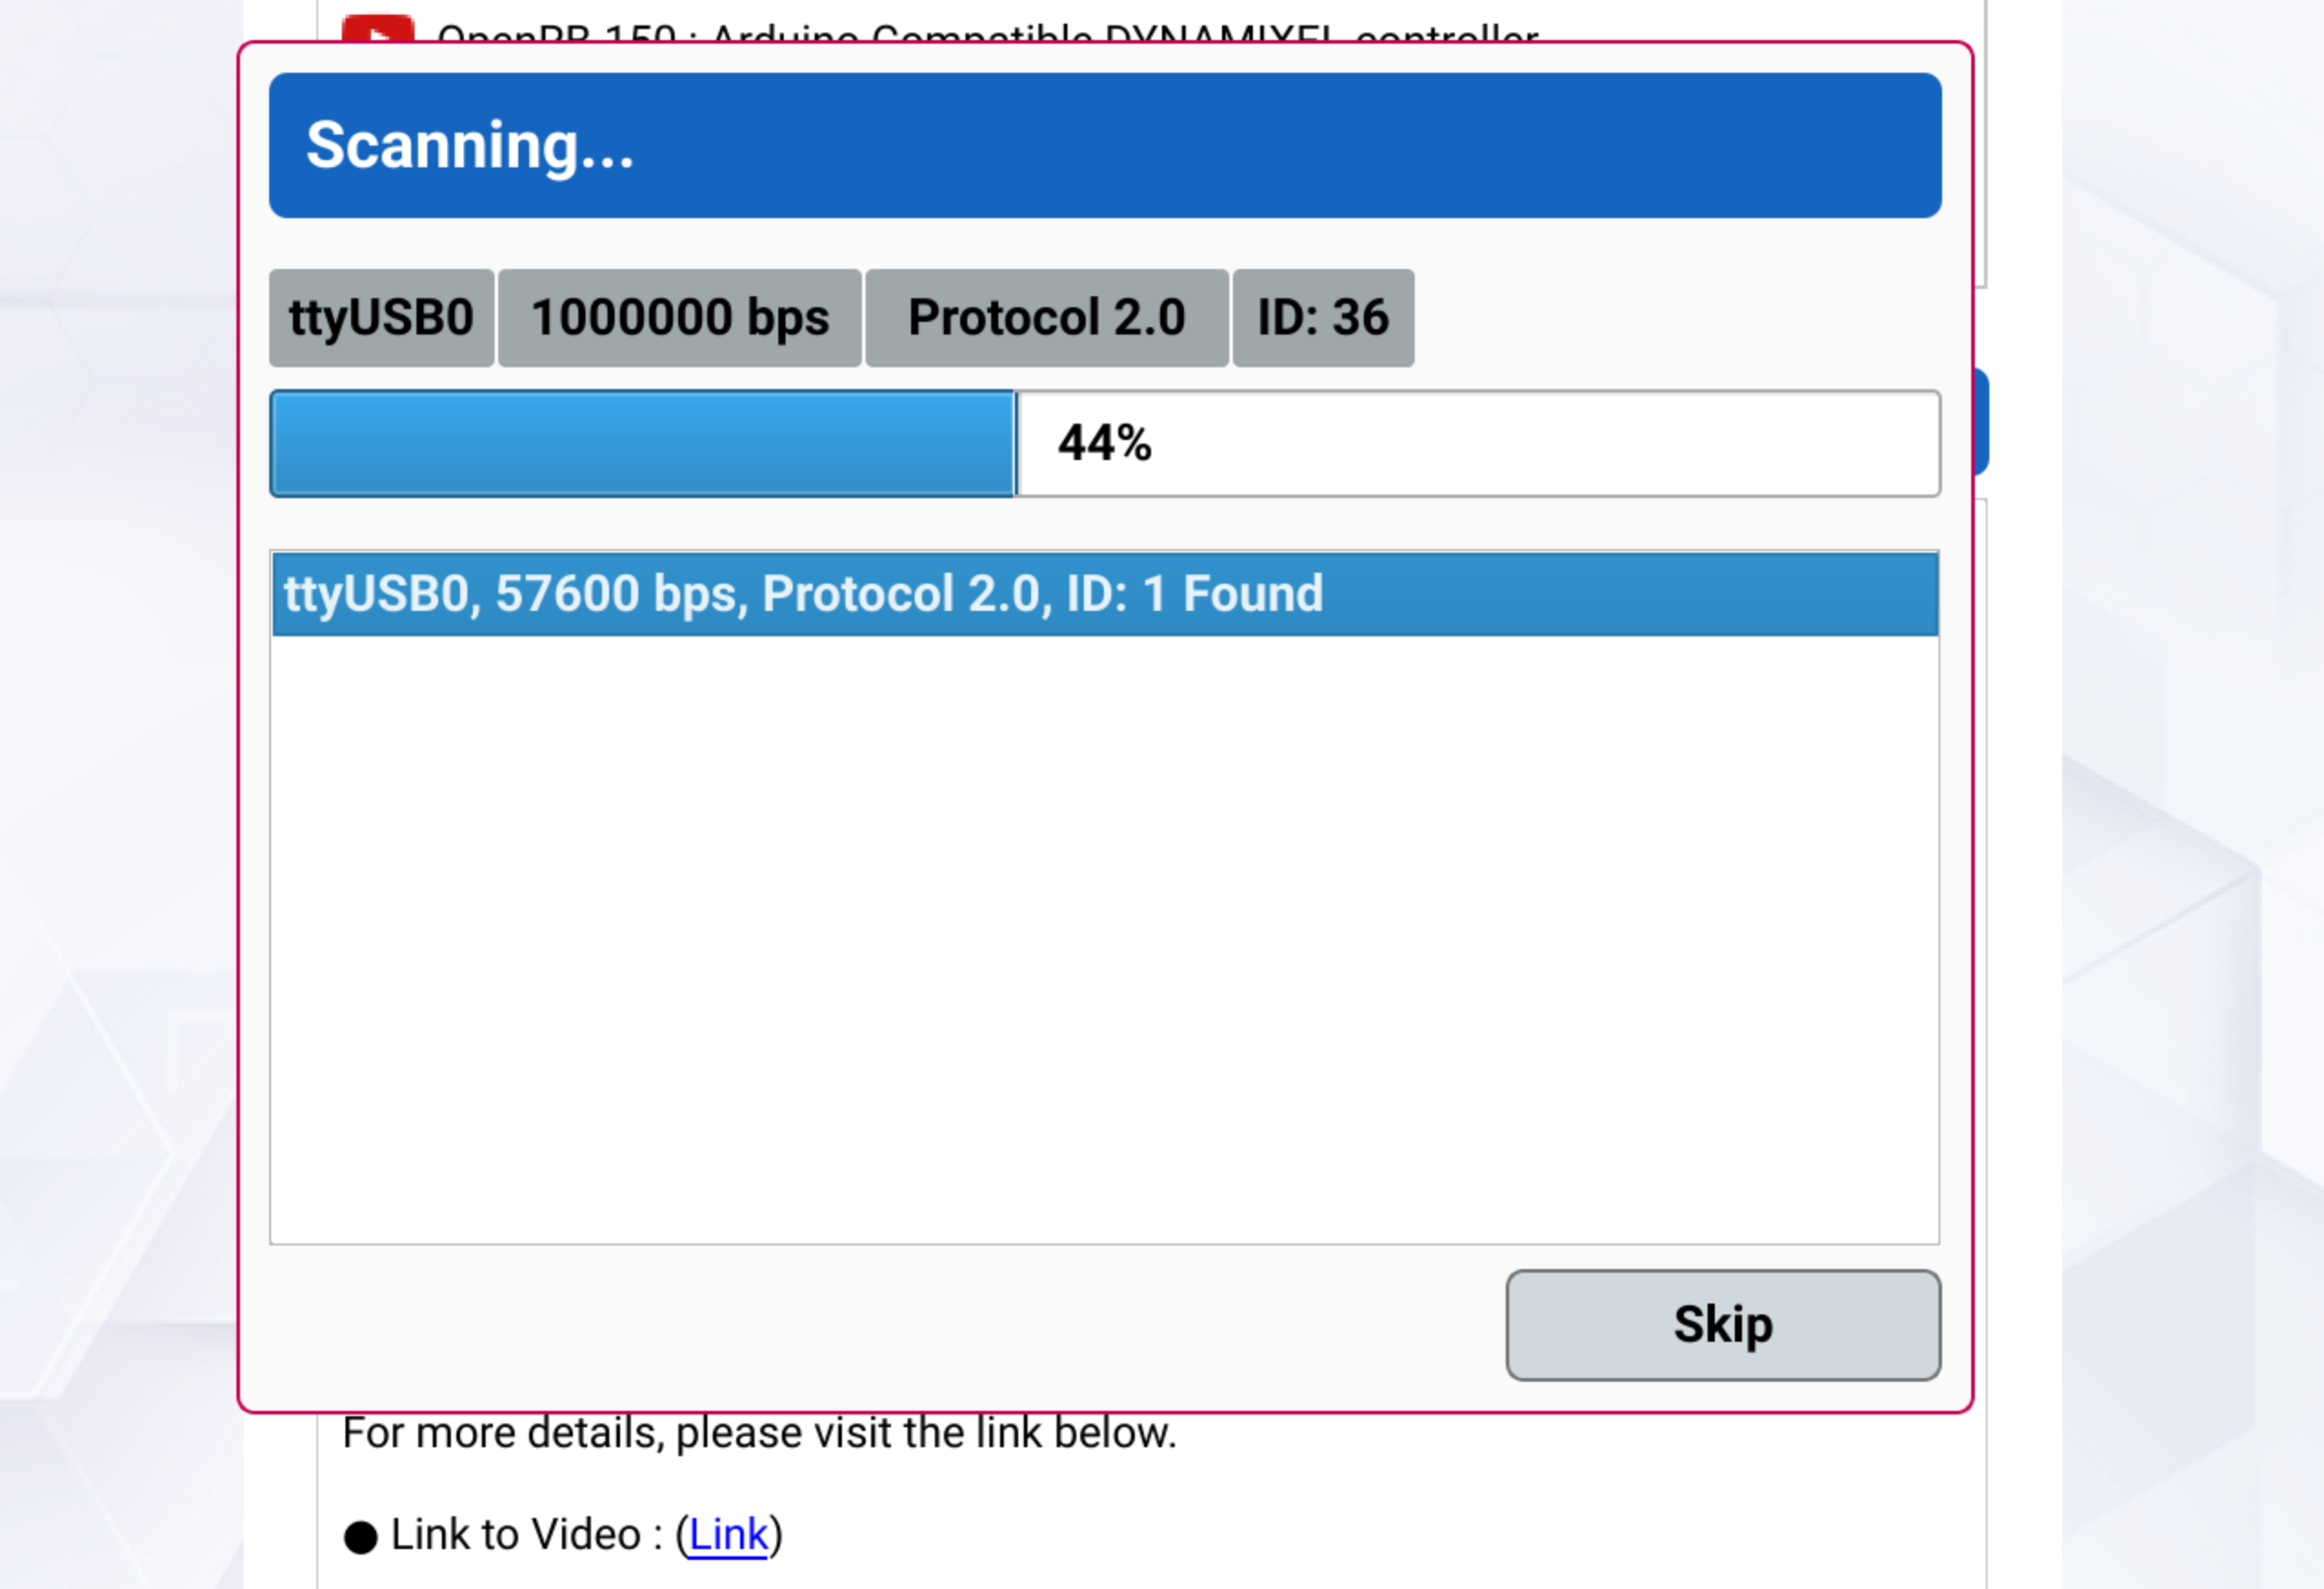 OpenRB-150 : Arduino Compatible DYNAMIXEL controller
Scanning...
ttyUSB0 1000000 bps Protocol 2.0 ID: 36
44%
ttyUSB0, 57600 bps, Protocol 2.0, ID: 1 Found
Skip
For more details, please visit the link below.
● Link to Video : (Link)